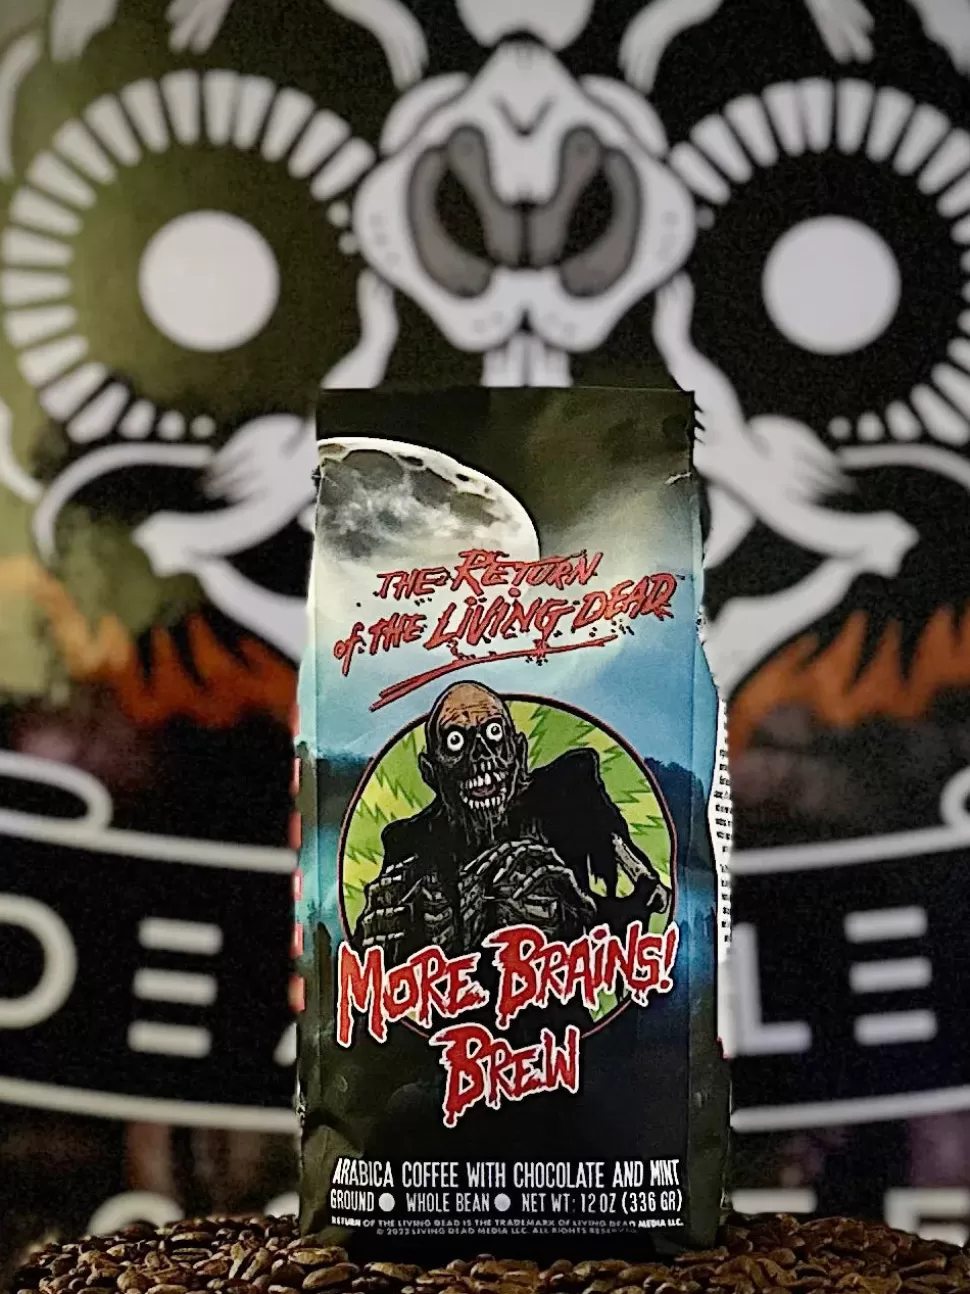 THE RETURN
of THE LIVING DEAD
MORE BRAINS!
BREW
ARABICA COFFEE WITH CHOCOLATE AND MINT
GROUND WHOLE BEAN NET WT: 12 OZ (336 GR)
RETURN OF THE LIVING DEAD IS THE TRADEMARK OF LIVING DEAD MEDIA LLC.
© 2023 LIVING DEAD MEDIA LLC. ALL RIGHTS RESERVED